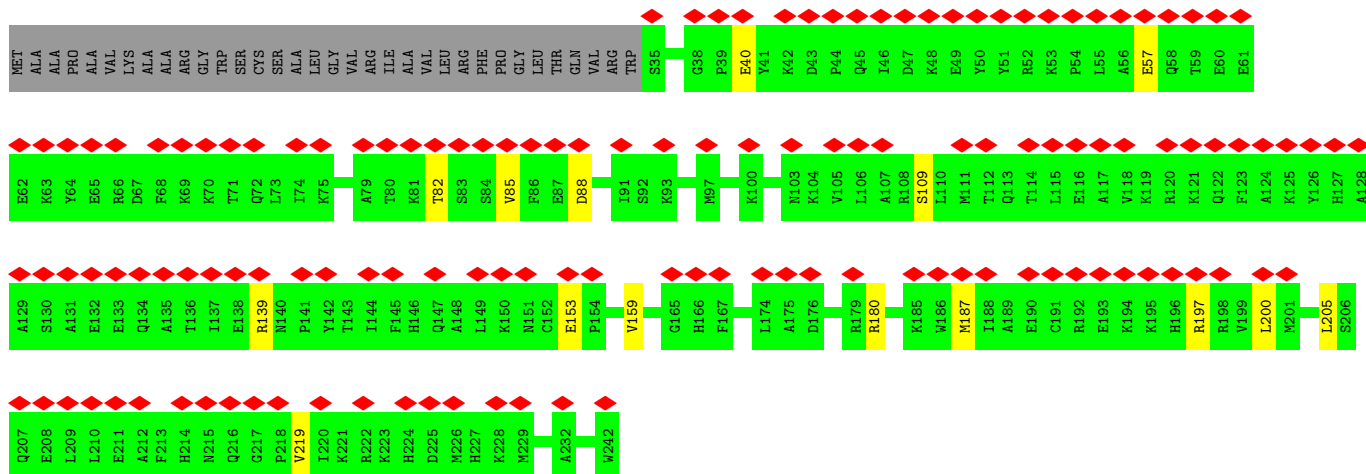 MET ALA ALA PRO ALA VAL LYS ALA ALA ARG GLY TRP SER CYS SER ALA LEU GLY VAL ARG ILE ALA VAL LEU ARG PHE PRO GLY LEU THR GLN VAL ARG TRP S35 G38 P39 E40 Y41 K42 D43 P44 Q45 I46 D47 K48 E49 Y50 Y51 R52 K53 P54 L55 A56 E57 Q58 T59 E60 E61
E62 K63 Y64 E65 R66 D67 F68 K69 K70 T71 Q72 L73 I74 K75 A79 T80 K81 T82 S83 S84 V85 F86 E87 D88 I91 S92 K93 M97 K100 N103 K104 V105 L106 A107 R108 S109 L110 M111 T112 Q113 T114 L115 E116 A117 V118 K119 R120 K121 Q122 F123 A124 K125 Y126 H127 A128
A129 S130 A131 E132 E133 Q134 A135 T136 I137 E138 R139 N140 P141 Y142 T143 I144 F145 H146 Q147 A148 L149 K150 N151 C152 E153 P154 V159 G165 H166 F167 L174 A175 D176 R179 R180 K185 W186 M187 I188 A189 E190 C191 R192 E193 K194 K195 H196 R197 R198 V199 L200 M201 L205 S206
Q207 E208 L209 L210 E211 A212 F213 H214 N215 Q216 G217 P218 V219 I220 K221 R222 K223 H224 D225 M226 H227 K228 M229 A232 W242